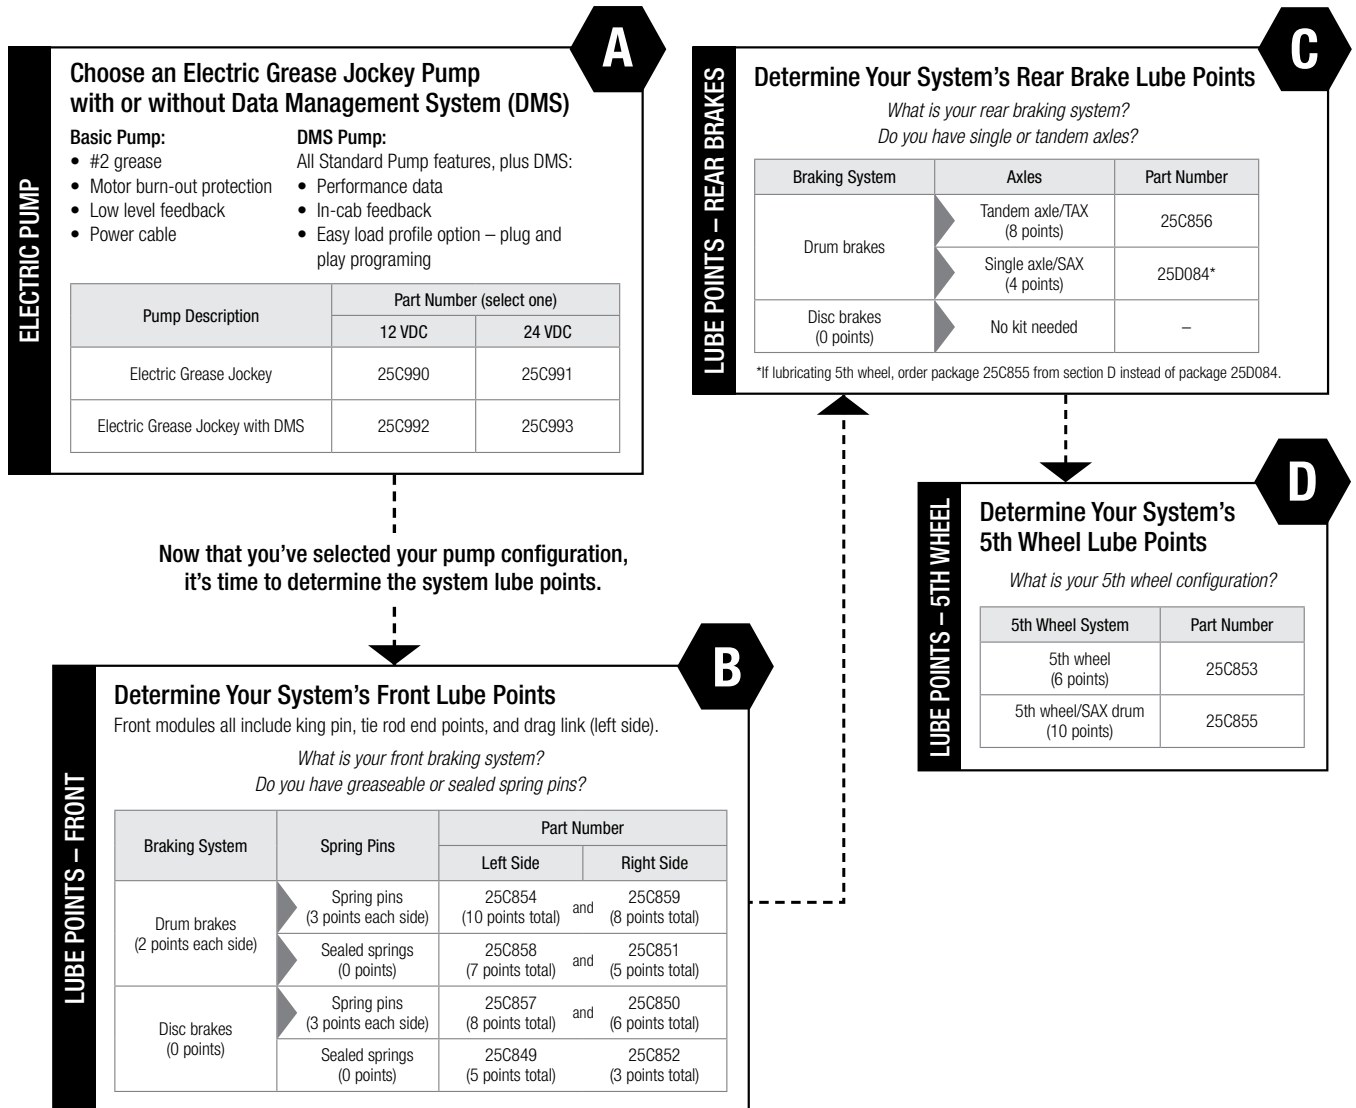 A
ELECTRIC PUMP
Choose an Electric Grease Jockey Pump
with or without Data Management System (DMS)
Basic Pump:
• #2 grease
• Motor burn-out protection
• Low level feedback
• Power cable
DMS Pump:
All Standard Pump features, plus DMS:
• Performance data
• In-cab feedback
• Easy load profile option – plug and
play programing
Pump Description
Part Number (select one)
12 VDC
24 VDC
Electric Grease Jockey
25C990
25C991
Electric Grease Jockey with DMS
25C992
25C993
Now that you’ve selected your pump configuration,
it’s time to determine the system lube points.
B
LUBE POINTS – FRONT
Determine Your System’s Front Lube Points
Front modules all include king pin, tie rod end points, and drag link (left side).
What is your front braking system?
Do you have greaseable or sealed spring pins?
Braking System
Spring Pins
Part Number
Left Side
Right Side
Drum brakes
(2 points each side)
Spring pins
(3 points each side)
25C854
(10 points total)
and
25C859
(8 points total)
Sealed springs
(0 points)
25C858
(7 points total)
and
25C851
(5 points total)
Disc brakes
(0 points)
Spring pins
(3 points each side)
25C857
(8 points total)
and
25C850
(6 points total)
Sealed springs
(0 points)
25C849
(5 points total)
25C852
(3 points total)
C
LUBE POINTS – REAR BRAKES
Determine Your System’s Rear Brake Lube Points
What is your rear braking system?
Do you have single or tandem axles?
Braking System
Axles
Part Number
Drum brakes
Tandem axle/TAX
(8 points)
25C856
Single axle/SAX
(4 points)
25D084*
Disc brakes
(0 points)
No kit needed
–
*If lubricating 5th wheel, order package 25C855 from section D instead of package 25D084.
D
LUBE POINTS – 5TH WHEEL
Determine Your System’s
5th Wheel Lube Points
What is your 5th wheel configuration?
5th Wheel System
Part Number
5th wheel
(6 points)
25C853
5th wheel/SAX drum
(10 points)
25C855